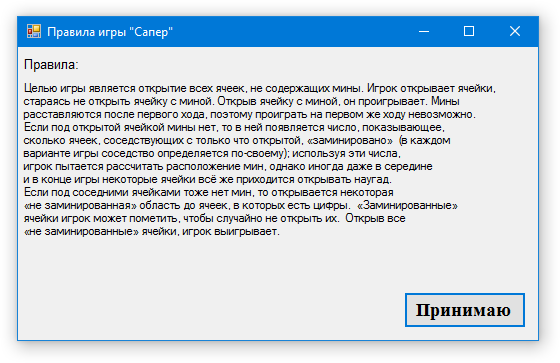 Правила игры "Сапер"
Правила:
Целью игры является открытие всех ячеек, не содержащих мины. Игрок открывает ячейки,
стараясь не открыть ячейку с миной. Открыв ячейку с миной, он проигрывает. Мины
расставляются после первого хода, поэтому проиграть на первом же ходу невозможно.
Если под открытой ячейкой мины нет, то в ней появляется число, показывающее,
сколько ячеек, соседствующих с только что открытой, «заминировано»  (в каждом
варианте игры соседство определяется по-своему); используя эти числа,
игрок пытается рассчитать расположение мин, однако иногда даже в середине
и в конце игры некоторые ячейки всё же приходится открывать наугад.
Если под соседними ячейками тоже нет мин, то открывается некоторая
«не заминированная» область до ячеек, в которых есть цифры.  «Заминированные»
ячейки игрок может пометить, чтобы случайно не открыть их.  Открыв все
«не заминированные» ячейки, игрок выигрывает.
Принимаю